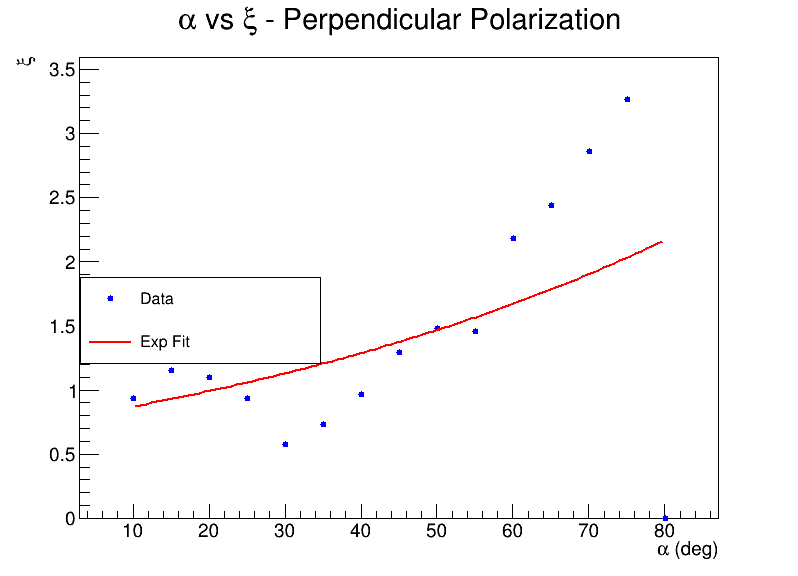 α vs ξ - Perpendicular Polarization
ξ
3.5
3
2.5
2
1.5
1
0.5
0
Data
Exp Fit
10 20 30 40 50 60 70 80
α (deg)